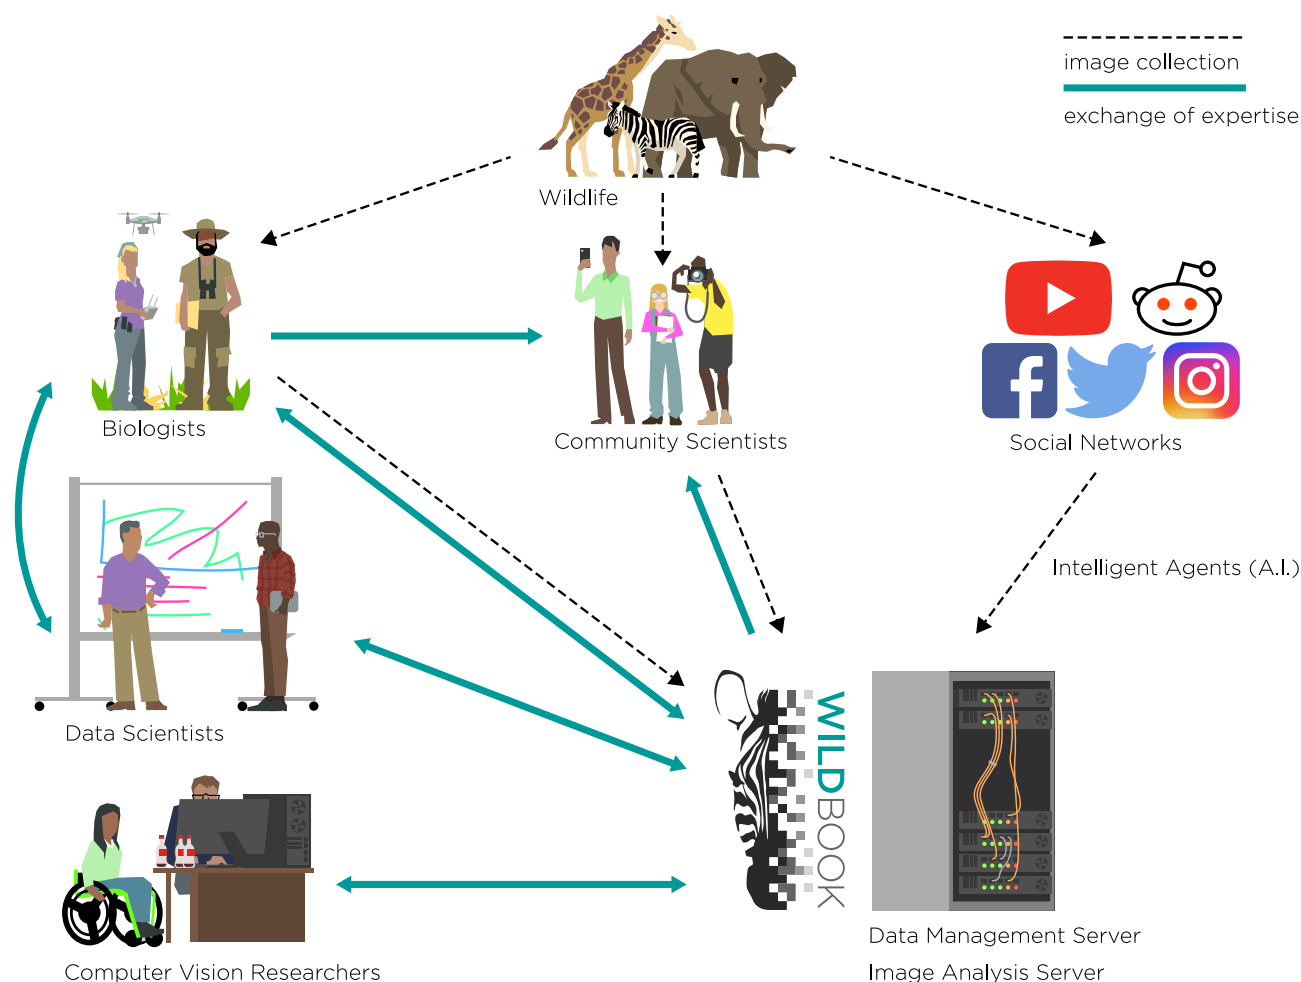 image collection
exchange of expertise
Wildlife
Biologists
Community Scientists
Social Networks
Intelligent Agents (A.I.)
Data Scientists
WILDBOOK
Computer Vision Researchers
Data Management Server
Image Analysis Server